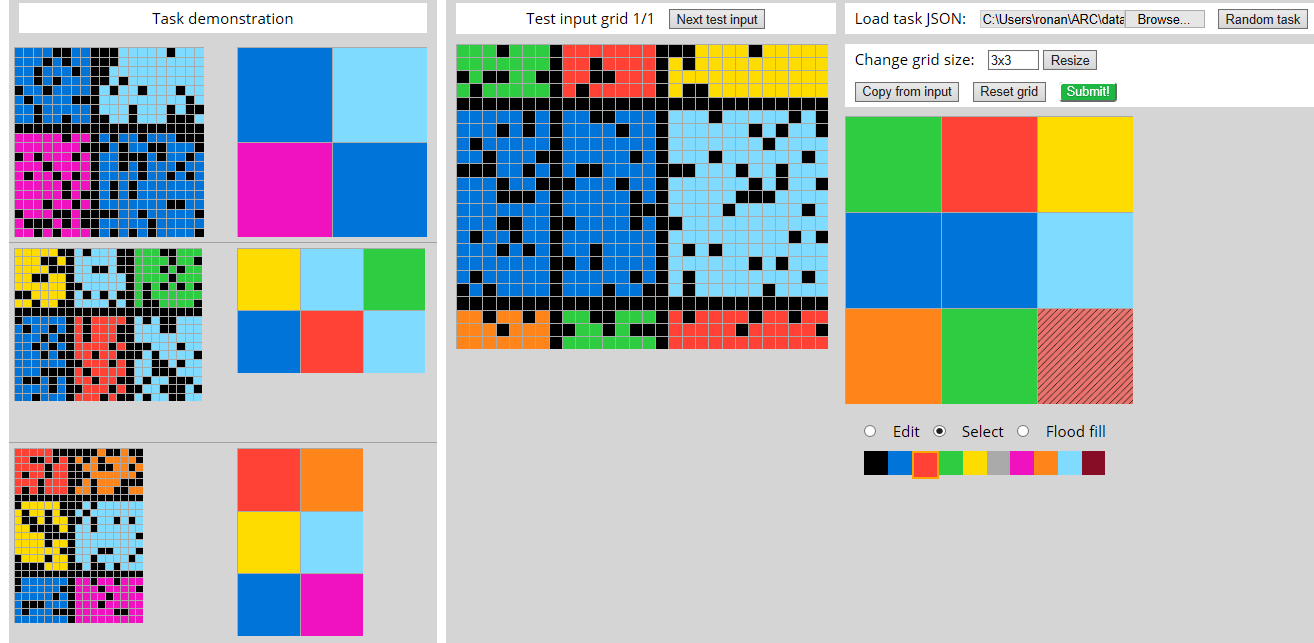 Task demonstration
Test input grid 1/1 Next test input
Load task JSON: C:\Users\ronan\ARC\data Browse... Random task
Change grid size: 3x3 Resize
Copy from input Reset grid Submit!
Edit Select Flood fill